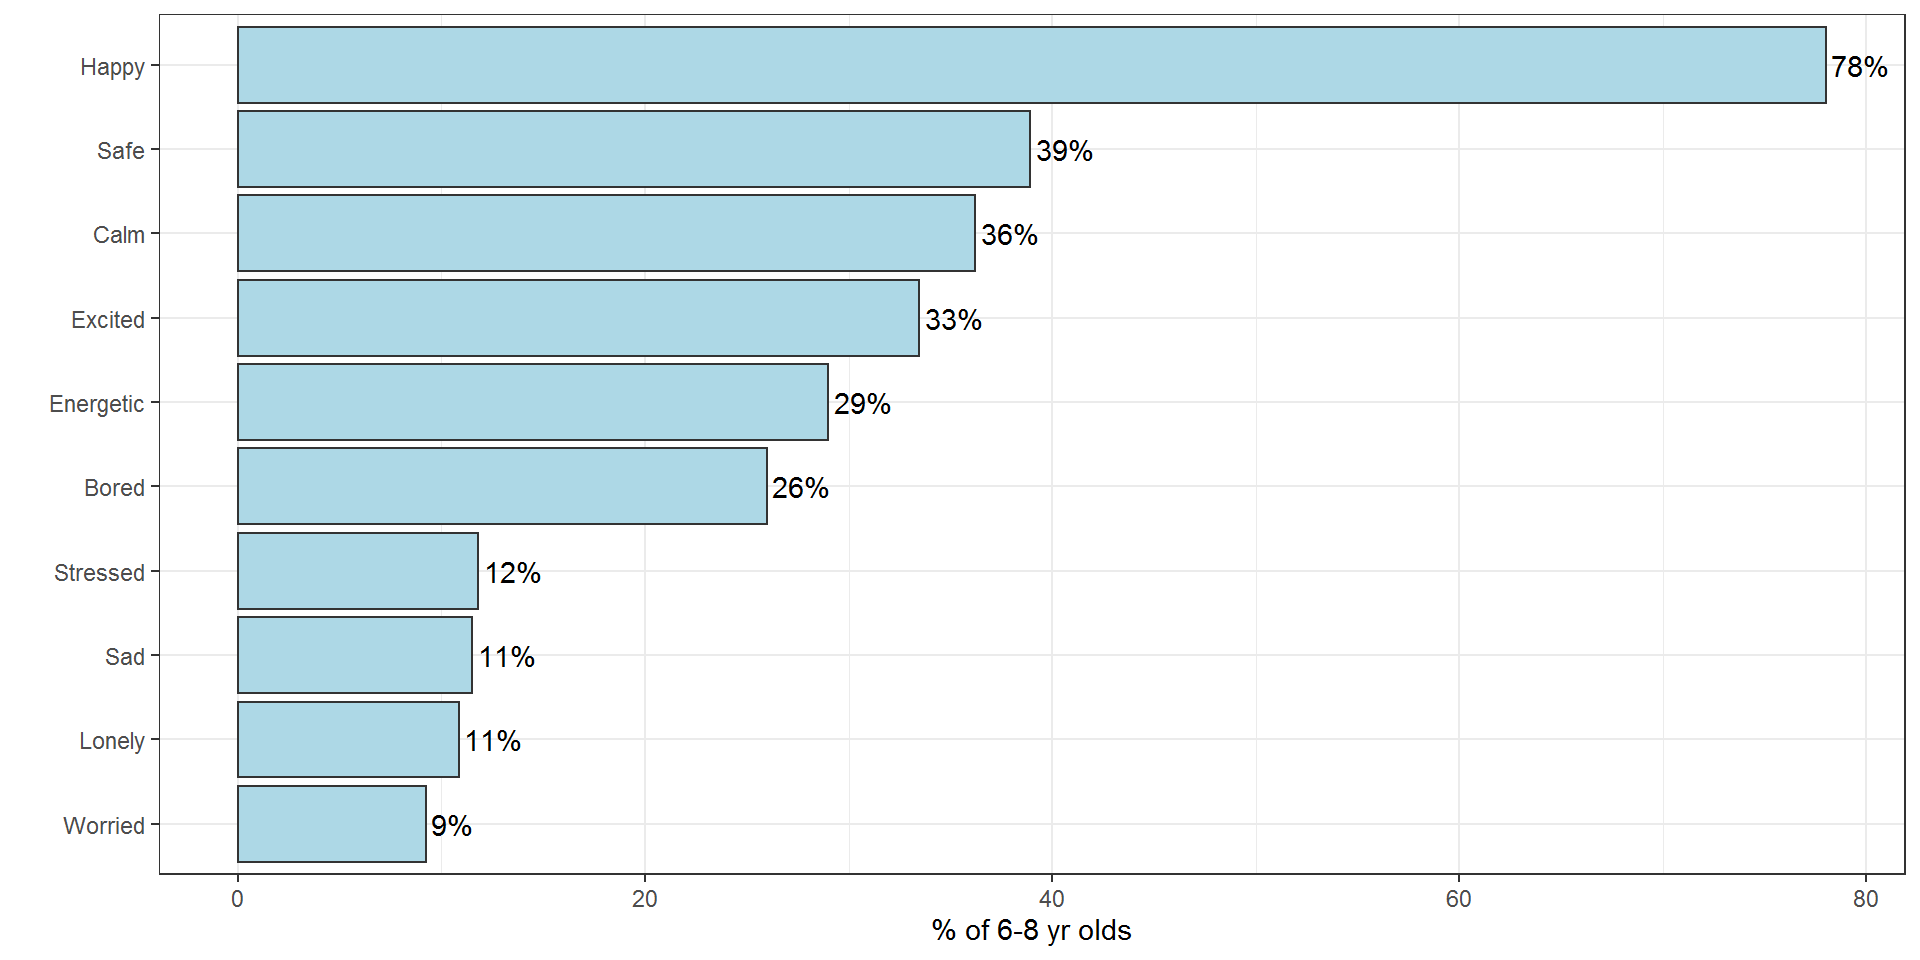 Happy 78%
Safe 39%
Calm 36%
Excited 33%
Energetic 29%
Bored 26%
Stressed 12%
Sad 11%
Lonely 11%
Worried 9%
0 20 40 60 80
% of 6-8 yr olds